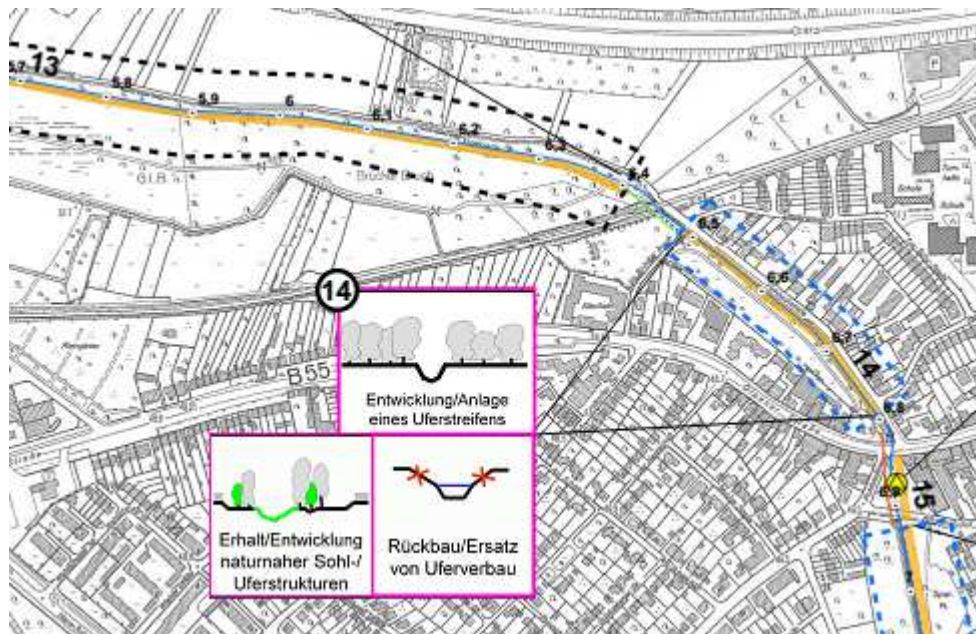 13
5.7
5.8
5.9
6
6.1
6.2
6.3
6.4
6.5
6.6
6.7
14
6.8
6.9
15
G.I.B.
P
Schule
Schule
B 55
14
Entwicklung/Anlage
eines Uferstreifens
Erhalt/Entwicklung
naturnaher Sohl-/
Uferstrukturen
Rückbau/Ersatz
von Uferverbau